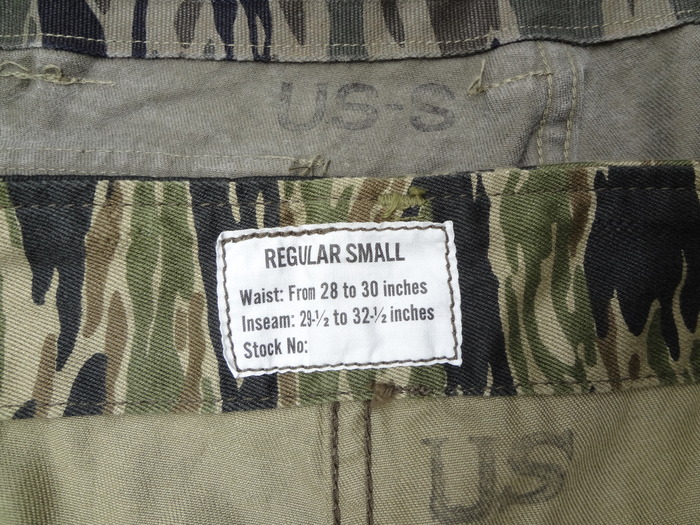 US-S
REGULAR SMALL
Waist: From 28 to 30 inches
Inseam: 29-½ to 32-½ inches
Stock No:
US